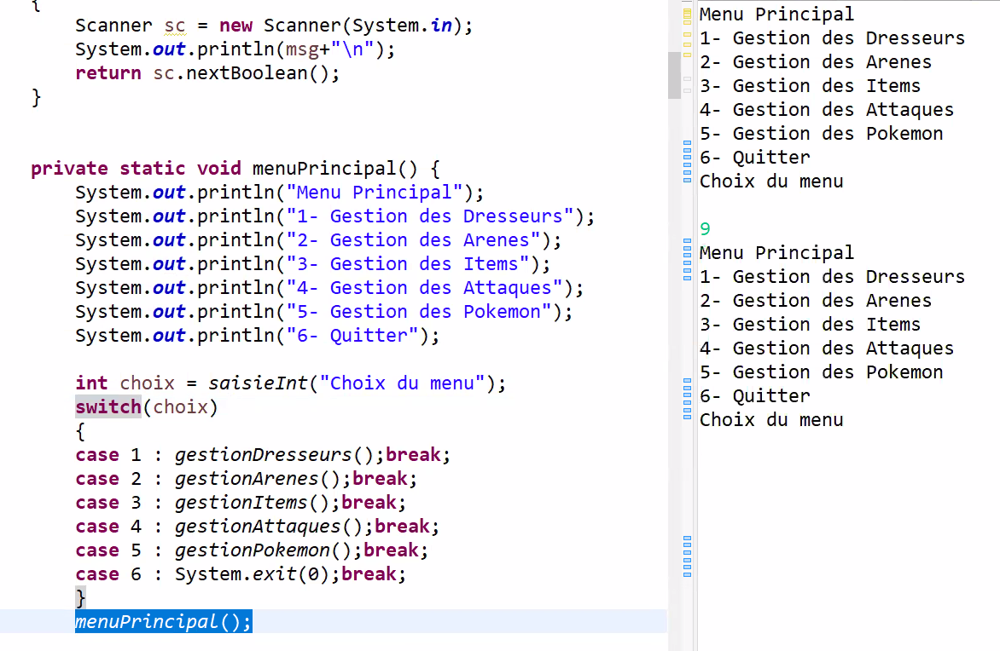 {
Scanner sc = new Scanner(System.in);
System.out.println(msg+"\n");
return sc.nextBoolean();
}
private static void menuPrincipal() {
System.out.println("Menu Principal");
System.out.println("1- Gestion des Dresseurs");
System.out.println("2- Gestion des Arenes");
System.out.println("3- Gestion des Items");
System.out.println("4- Gestion des Attaques");
System.out.println("5- Gestion des Pokemon");
System.out.println("6- Quitter");
int choix = saisieInt("Choix du menu");
switch(choix)
{
case 1 : gestionDresseurs();break;
case 2 : gestionArenes();break;
case 3 : gestionItems();break;
case 4 : gestionAttaques();break;
case 5 : gestionPokemon();break;
case 6 : System.exit(0);break;
}
menuPrincipal();
Menu Principal
1- Gestion des Dresseurs
2- Gestion des Arenes
3- Gestion des Items
4- Gestion des Attaques
5- Gestion des Pokemon
6- Quitter
Choix du menu
9
Menu Principal
1- Gestion des Dresseurs
2- Gestion des Arenes
3- Gestion des Items
4- Gestion des Attaques
5- Gestion des Pokemon
6- Quitter
Choix du menu